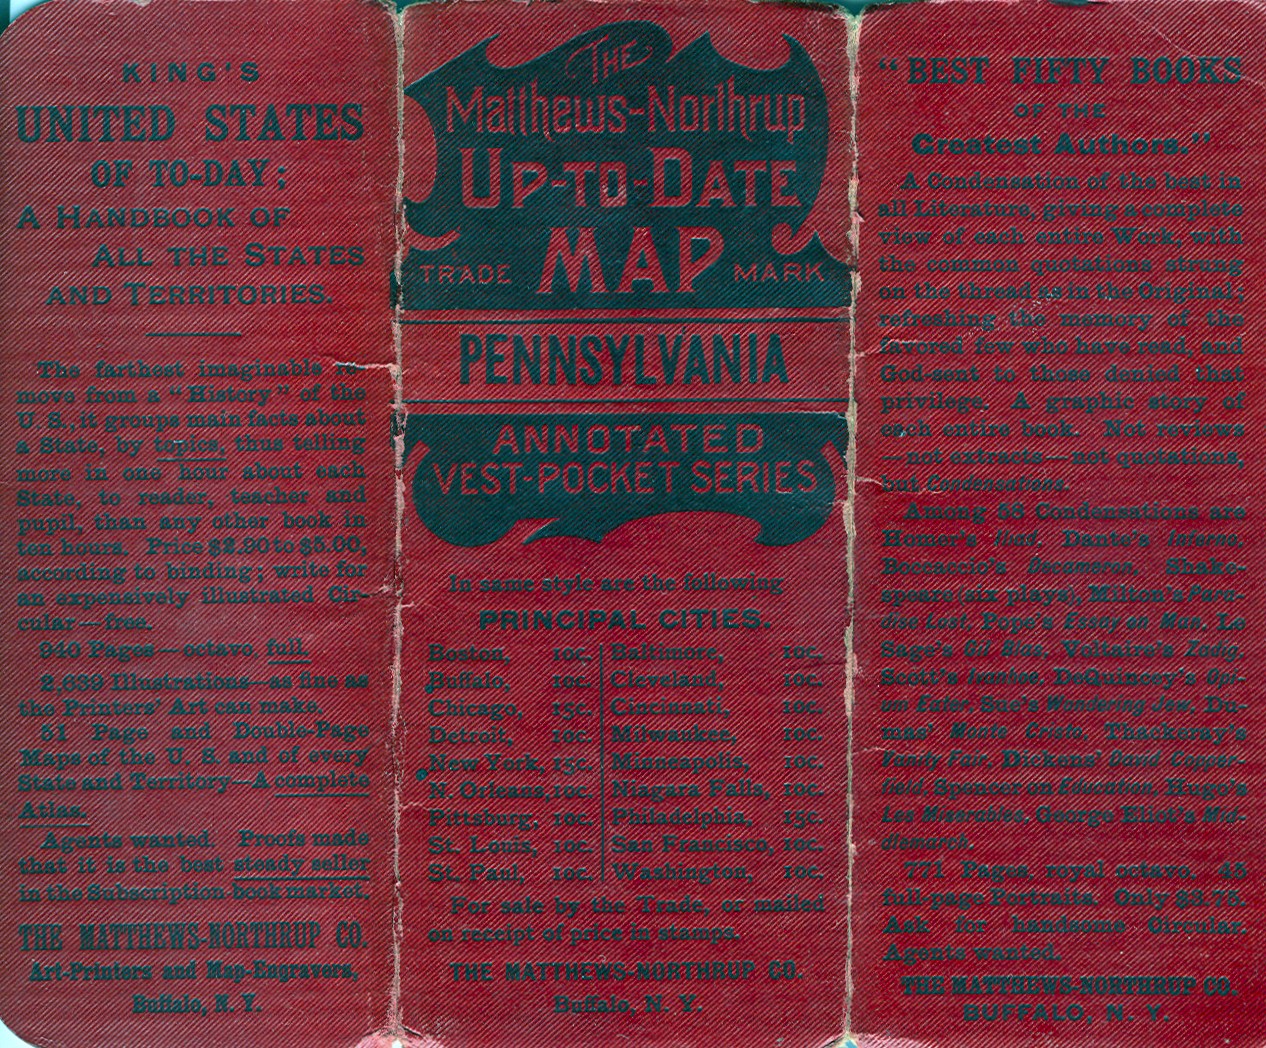 KING'S
UNITED STATES
OF TO-DAY;
A HANDBOOK OF
ALL THE STATES
AND TERRITORIES.
The farthest imaginable re-
move from a "History" of the
U. S., it groups main facts about
a State, by topics, thus telling
more in one hour about each
State, to reader, teacher and
pupil, than any other book in
ten hours. Price $2.90 to $5.00,
according to binding; write for
an expensively illustrated Cir-
cular—free.
940 Pages—octavo full.
2,639 Illustrations—as fine as
the Printers' Art can make.
51 Page and Double-Page
Maps of the U. S. and of every
State and Territory—A complete
Atlas.
Agents wanted. Proofs made
that it is the best steady seller
in the Subscription book market.
THE MATTHEWS-NORTHRUP CO.
Art-Printers and Map-Engravers,
Buffalo, N. Y.
THE
Matthews-Northrup
UP-TO-DATE
MAP
TRADE MARK
PENNSYLVANIA
ANNOTATED
VEST-POCKET SERIES
In same style are the following
PRINCIPAL CITIES.
Boston, 10c. Baltimore, 10c.
Buffalo, 10c. Cleveland, 10c.
Chicago, 15c. Cincinnati, 10c.
Detroit, 10c. Milwaukee, 10c.
New York, 15c. Minneapolis, 10c.
N. Orleans, 10c. Niagara Falls, 10c.
Pittsburg, 10c. Philadelphia, 15c.
St. Louis, 10c. San Francisco, 10c.
St. Paul, 10c. Washington, 10c.
For sale by the Trade, or mailed
on receipt of price in stamps.
THE MATTHEWS-NORTHRUP CO.
Buffalo, N. Y.
"BEST FIFTY BOOKS
OF THE
Greatest Authors."
A Condensation of the best in
all Literature, giving a complete
view of each entire Work, with
the common quotations strung
on the thread as in the Original;
refreshing the memory of the
favored few who have read, and
God-sent to those denied that
privilege. A graphic story of
each entire book. Not reviews
—not extracts—not quotations,
but Condensations.
Among 58 Condensations are
Homer's Iliad, Dante's Inferno,
Boccaccio's Decameron, Shake-
speare (six plays), Milton's Para-
dise Lost, Pope's Essay on Man, Le
Sage's Gil Blas, Voltaire's Zadig,
Scott's Ivanhoe, DeQuincey's Opi-
um Eater, Sue's Wandering Jew, Du-
mas' Monte Cristo, Thackeray's
Vanity Fair, Dickens' David Copper-
field, Spencer on Education, Hugo's
Les Miserables, George Eliot's Mid-
dlemarch.
771 Pages, royal octavo. 45
full-page Portraits. Only $3.75.
Ask for handsome Circular.
Agents wanted.
THE MATTHEWS-NORTHRUP CO.
BUFFALO, N. Y.